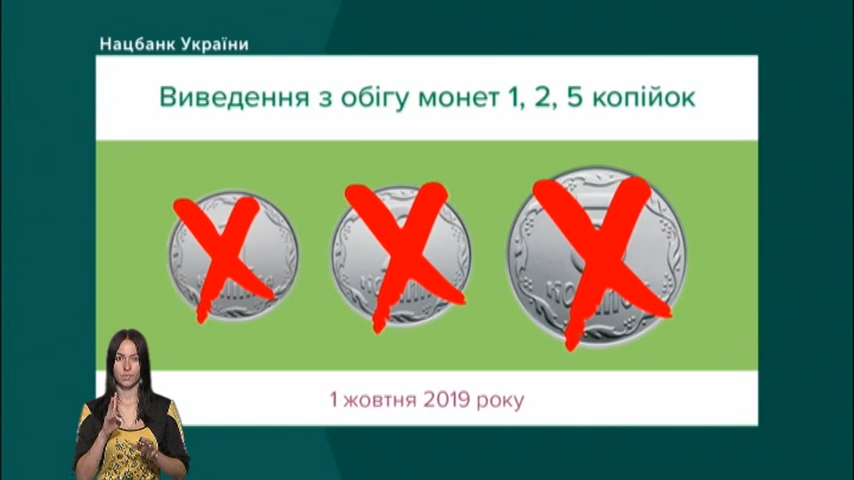 Нацбанк України
Виведення з обігу монет 1, 2, 5 копійок
1 жовтня 2019 року